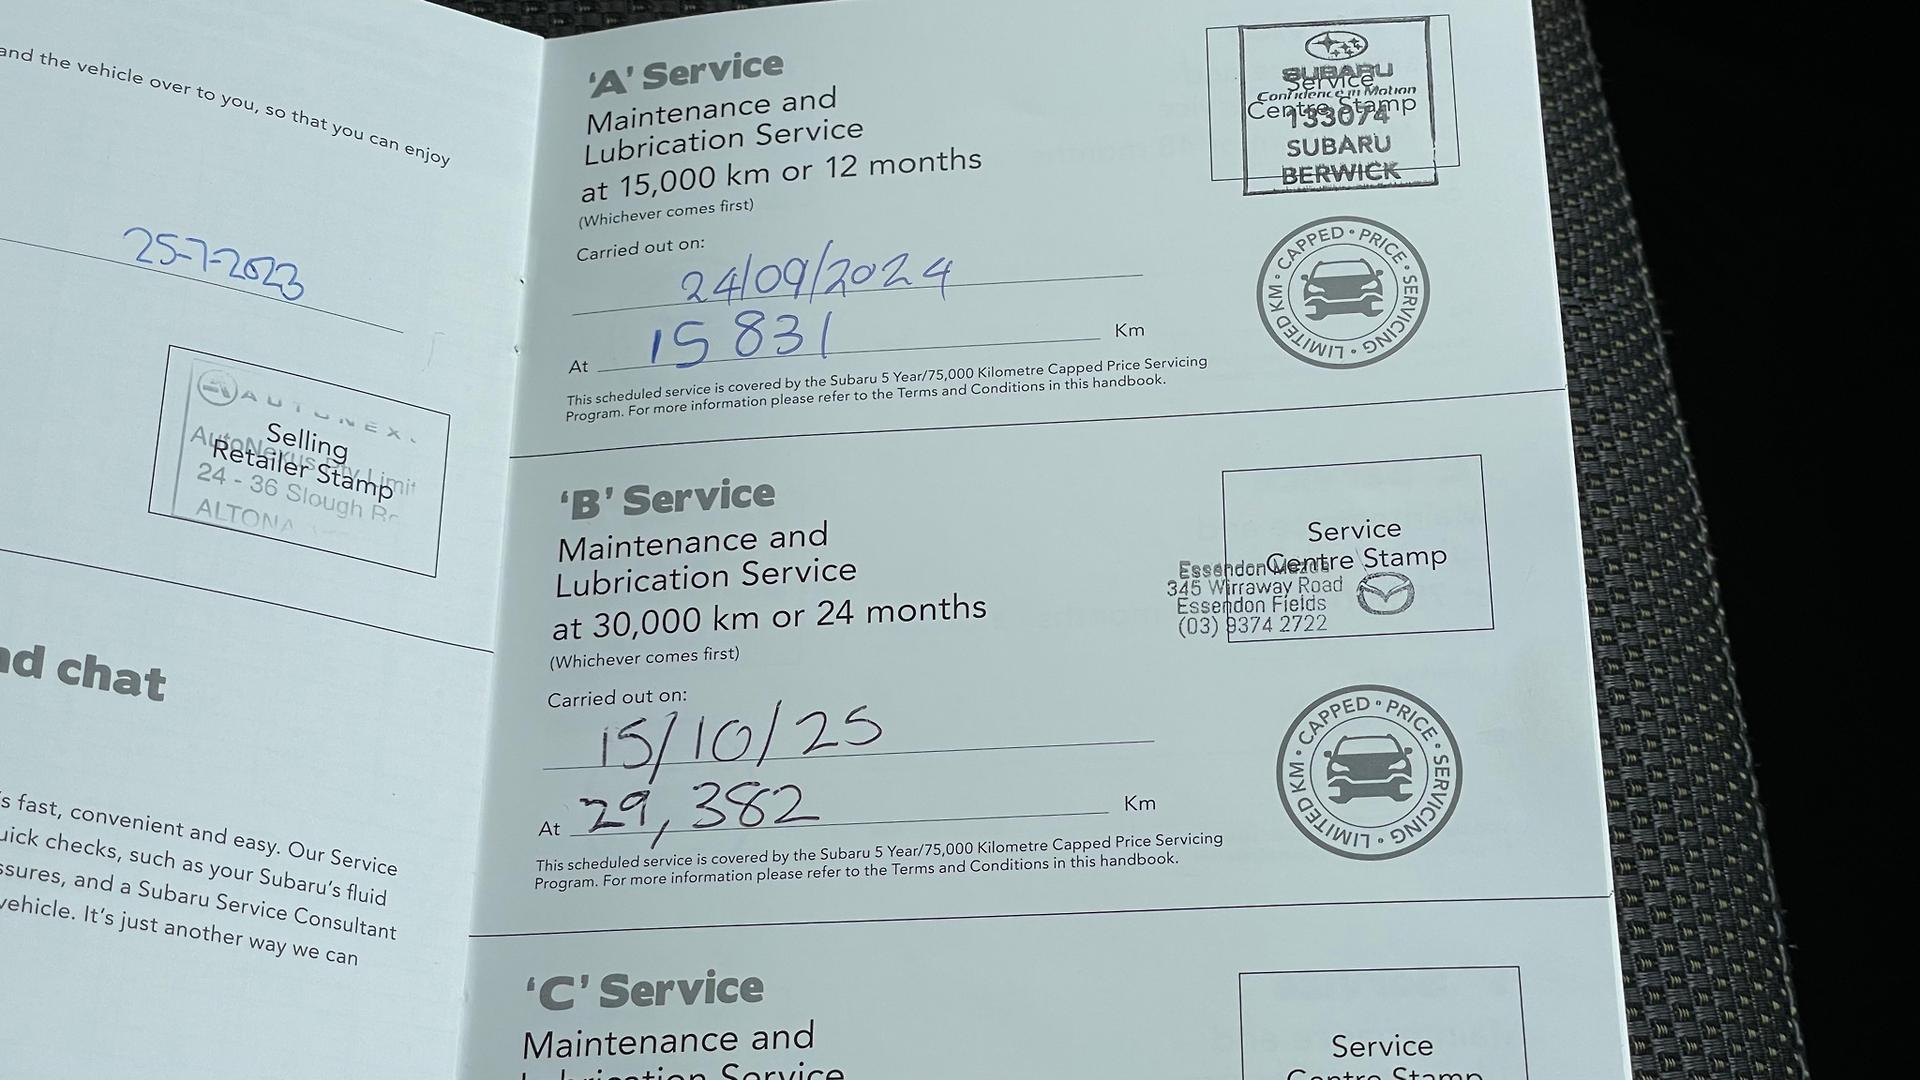 and the vehicle over to you, so that you can enjoy
25-7-2023
AUTONEX
Selling
Retailer Stamp
AutoNexus Pty Limit
24 - 36 Slough
ALTONA
nd chat
's fast, convenient and easy. Our Service
uick checks, such as your Subaru's fluid
ssures, and a Subaru Service Consultant
vehicle. It's just another way we can
'A' Service
Maintenance and
Lubrication Service
at 15,000 km or 12 months
(Whichever comes first)
Carried out on:
24/09/2024
At 15 831 Km
This scheduled service is covered by the Subaru 5 Year/75,000 Kilometre Capped Price Servicing
Program. For more information please refer to the Terms and Conditions in this handbook.
Service
Centre Stamp
SUBARU
Confidence in Motion
133074
SUBARU
BERWICK
CAPPED • PRICE • SERVICING • LIMITED KM •
'B' Service
Maintenance and
Lubrication Service
at 30,000 km or 24 months
(Whichever comes first)
Carried out on:
15/10/25
At 29,382 Km
This scheduled service is covered by the Subaru 5 Year/75,000 Kilometre Capped Price Servicing
Program. For more information please refer to the Terms and Conditions in this handbook.
Service
Centre Stamp
Essendon Mazda
345 Wirraway Road
Essendon Fields
(03) 9374 2722
CAPPED • PRICE • SERVICING • LIMITED KM •
'C' Service
Maintenance and
Lubrication Service
Service
Centre Stamp